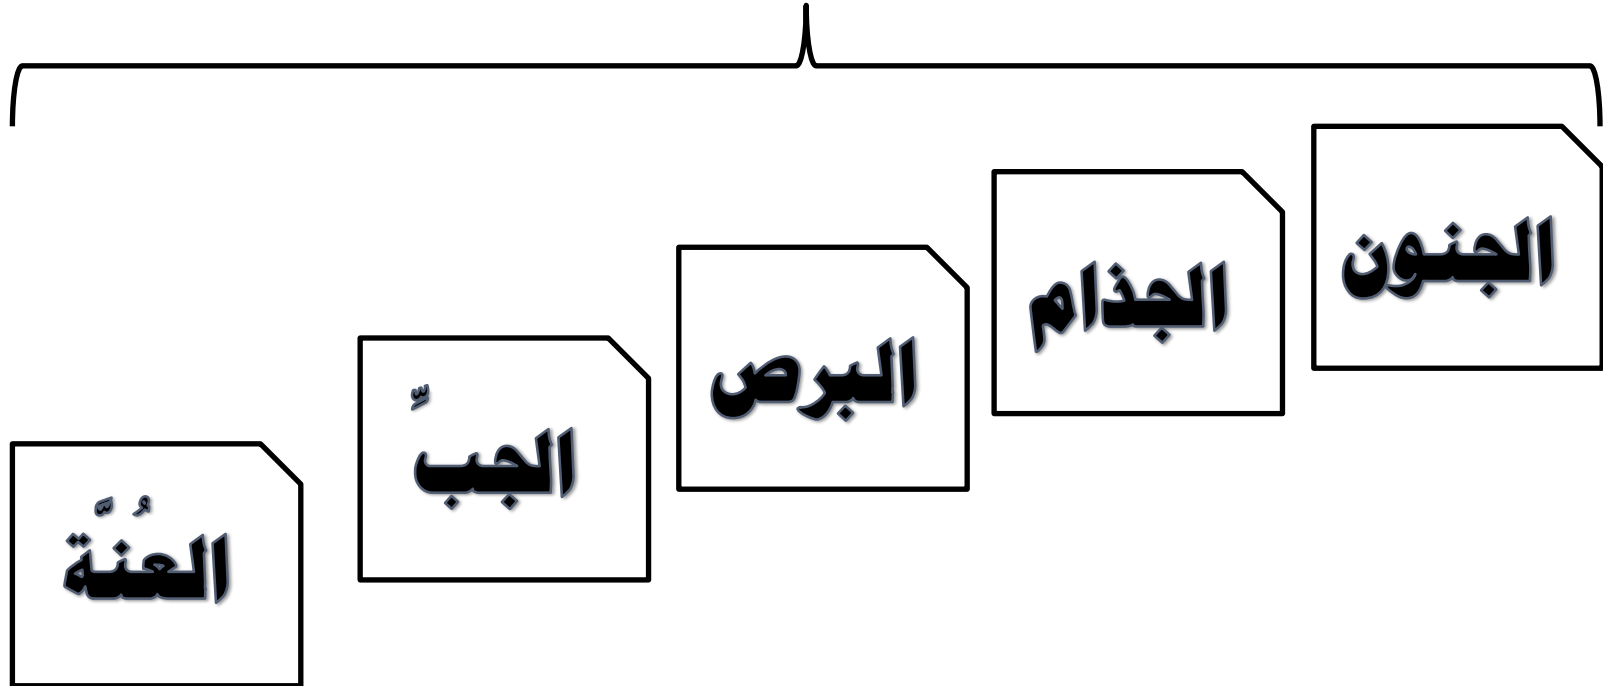 الجنون
الجذام
البرص
الجبِّ
العُنَّة